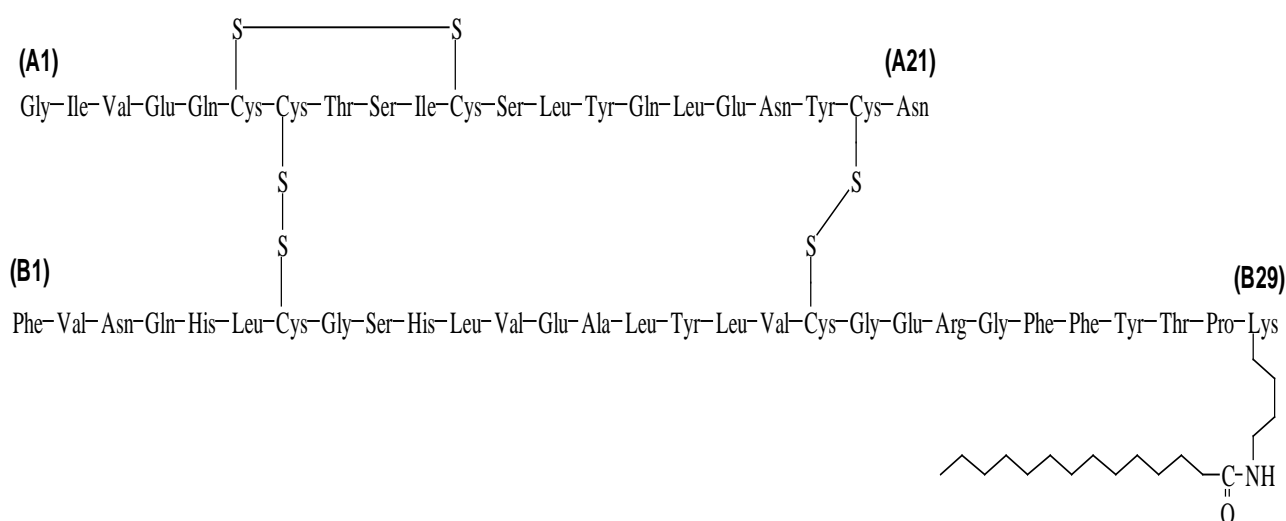 S S
(A1) (A21)
Gly-Ile-Val-Glu-Gln-Cys-Cys-Thr-Ser-Ile-Cys-Ser-Leu-Tyr-Gln-Leu-Glu-Asn-Tyr-Cys-Asn
S S
S S
(B1) (B29)
Phe-Val-Asn-Gln-His-Leu-Cys-Gly-Ser-His-Leu-Val-Glu-Ala-Leu-Tyr-Leu-Val-Cys-Gly-Glu-Arg-Gly-Phe-Phe-Tyr-Thr-Pro-Lys
C-NH
O